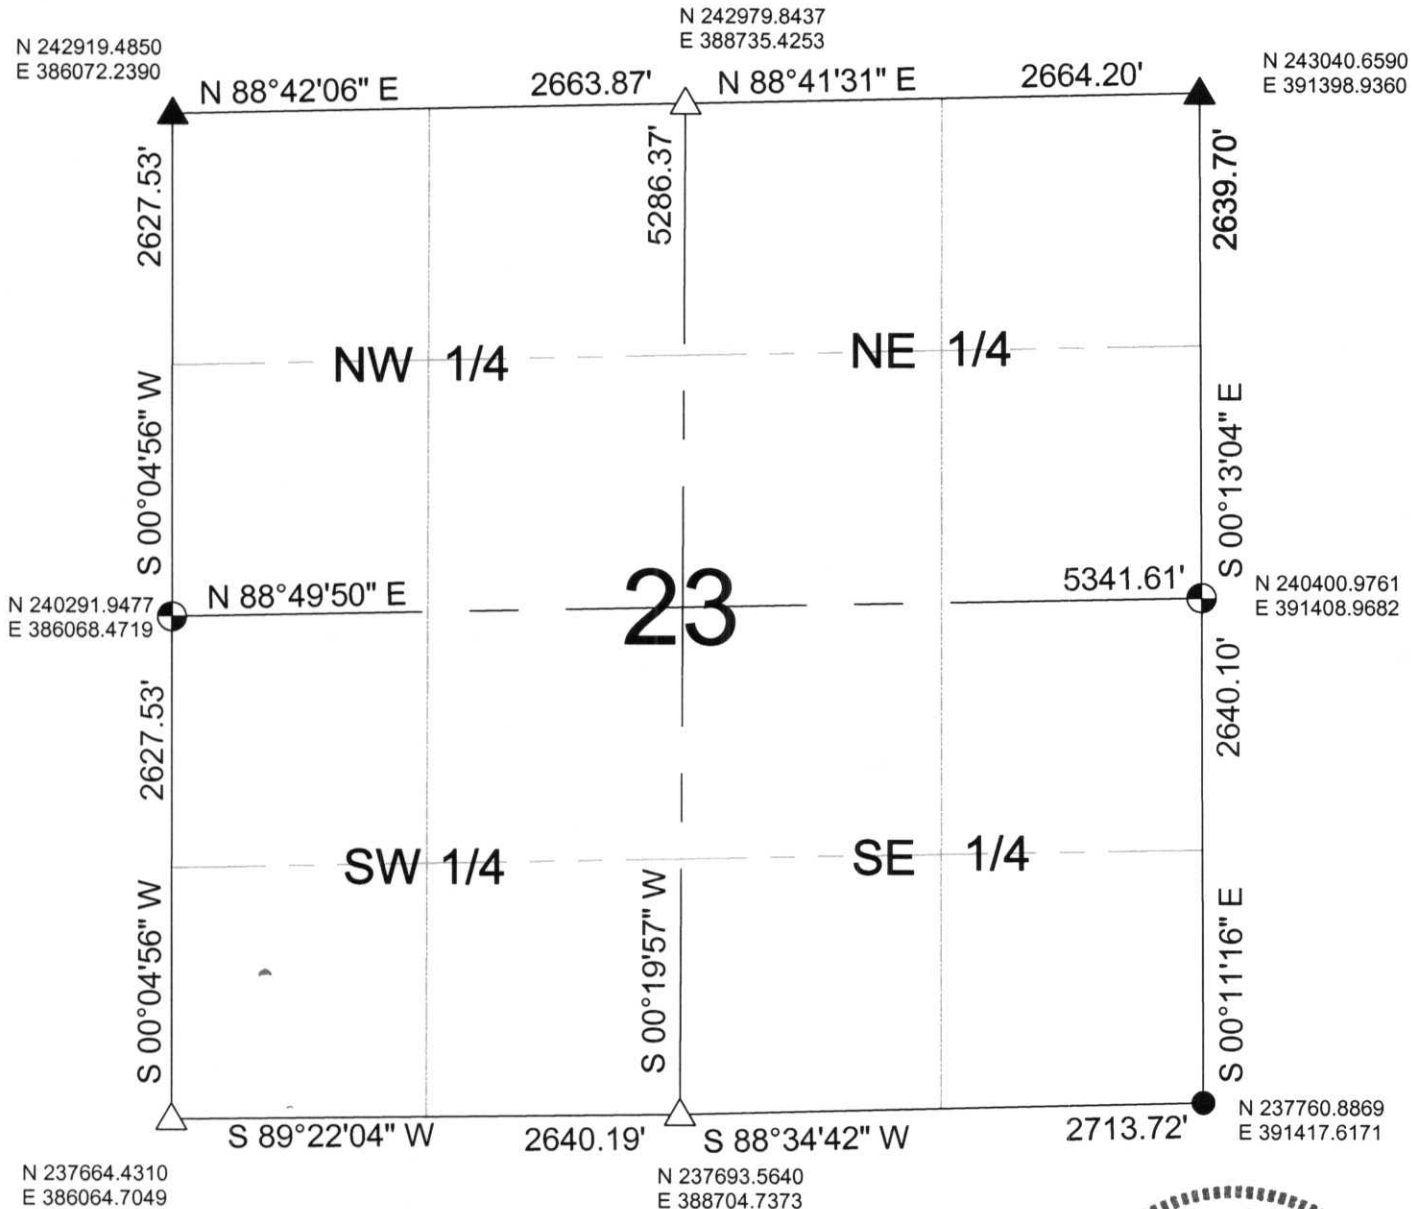 N 242979.8437
E 388735.4253
N 242919.4850
E 386072.2390
N 243040.6590
E 391398.9360
N 88°42'06" E
2663.87'
N 88°41'31" E
2664.20'
2627.53'
5286.37'
2639.70'
NW 1/4
NE 1/4
S 00°04'56" W
S 00°13'04" E
N 240291.9477
E 386068.4719
N 88°49'50" E
23
5341.61'
N 240400.9761
E 391408.9682
2627.53'
2640.10'
SW 1/4
SE 1/4
S 00°04'56" W
S 00°19'57" W
S 00°11'16" E
S 89°22'04" W
2640.19'
S 88°34'42" W
2713.72'
N 237760.8869
E 391417.6171
N 237664.4310
E 386064.7049
N 237693.5640
E 388704.7373